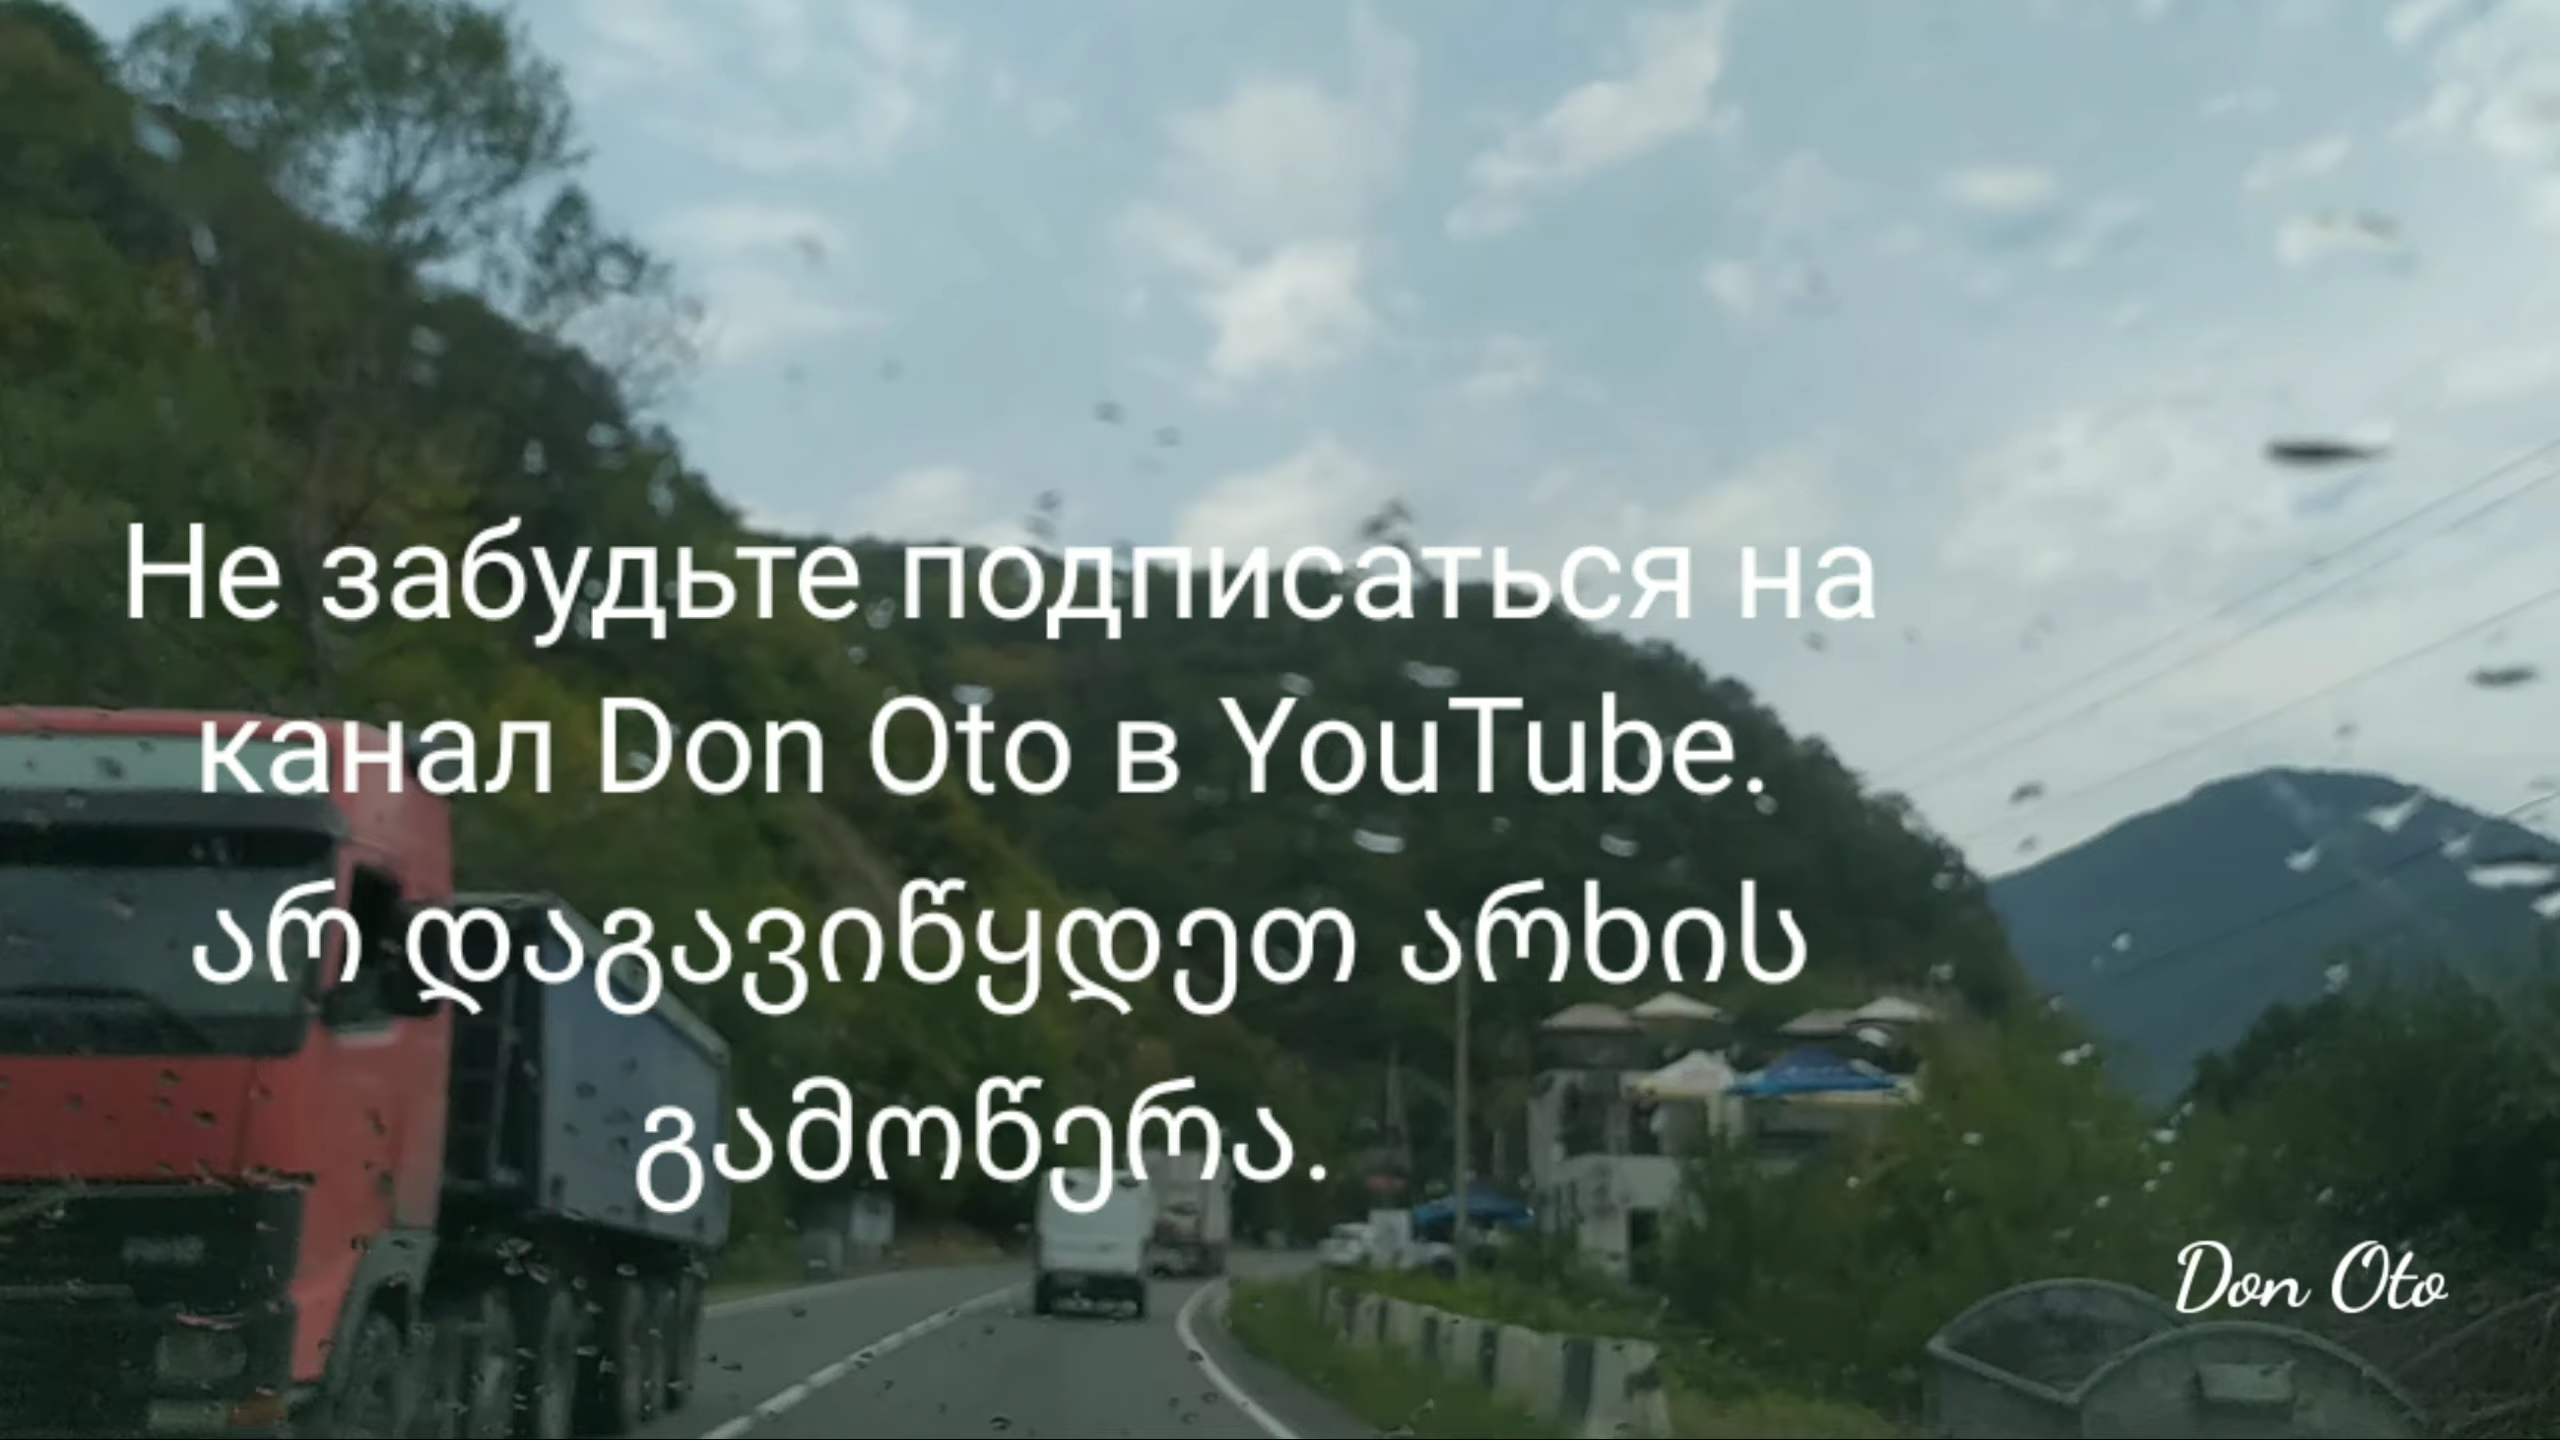 Не забудьте подписаться на
канал Don Oto в YouTube.
არ დაგავიწყდეთ არხის
გამოწერა.
Don Oto